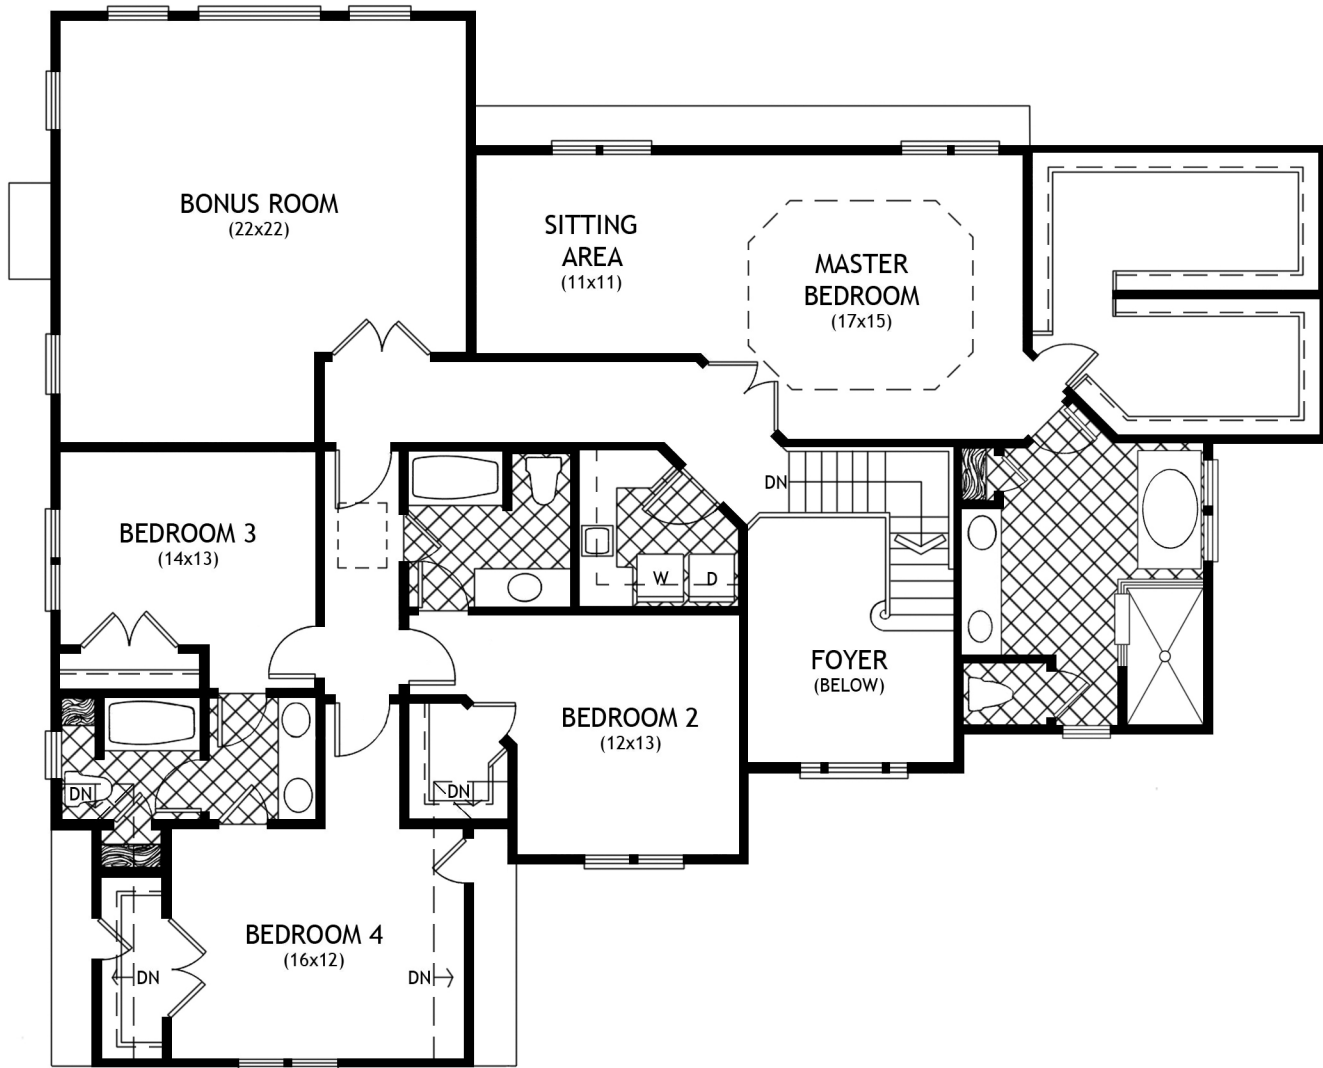 BONUS ROOM
(22x22)
SITTING
AREA
(11x11)
MASTER
BEDROOM
(17x15)
BEDROOM 3
(14x13)
DN
W
D
FOYER
(BELOW)
BEDROOM 2
(12x13)
DN
DN
BEDROOM 4
(16x12)
DN
DN